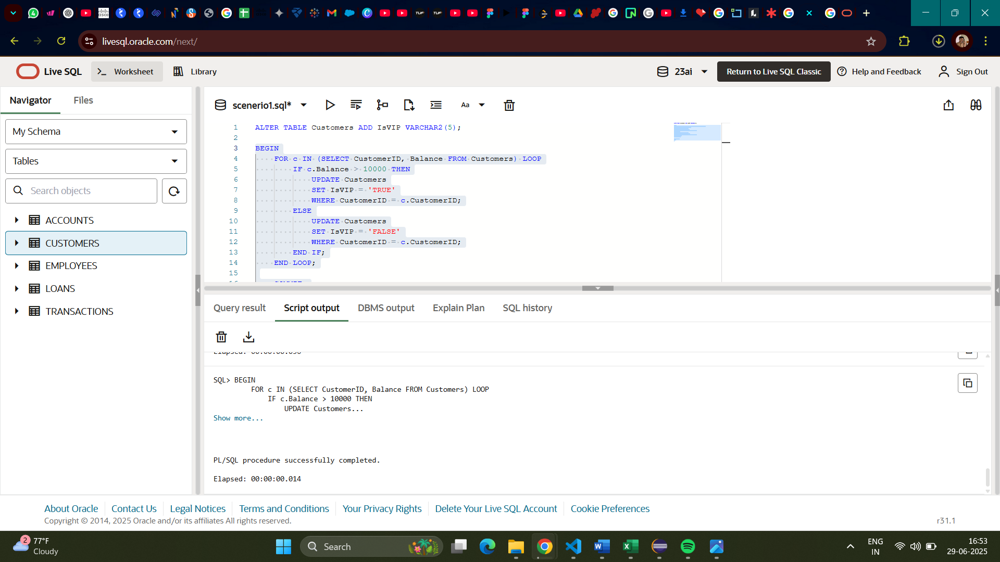 livesql.oracle.com/next/
Live SQL
Worksheet
Library
23ai
Return to Live SQL Classic
Help and Feedback
Sign Out
Navigator
Files
My Schema
Tables
Search objects
ACCOUNTS
CUSTOMERS
EMPLOYEES
LOANS
TRANSACTIONS
scenerio1.sql*
Aa
1 ALTER TABLE Customers ADD IsVIP VARCHAR2(5);
2
3 BEGIN
4 FOR c IN (SELECT CustomerID, Balance FROM Customers) LOOP
5 IF c.Balance > 10000 THEN
6 UPDATE Customers
7 SET IsVIP = 'TRUE'
8 WHERE CustomerID = c.CustomerID;
9 ELSE
10 UPDATE Customers
11 SET IsVIP = 'FALSE'
12 WHERE CustomerID = c.CustomerID;
13 END IF;
14 END LOOP;
15
Query result
Script output
DBMS output
Explain Plan
SQL history
SQL> BEGIN
FOR c IN (SELECT CustomerID, Balance FROM Customers) LOOP
IF c.Balance > 10000 THEN
UPDATE Customers...
Show more...
PL/SQL procedure successfully completed.
Elapsed: 00:00:00.014
About Oracle
Contact Us
Legal Notices
Terms and Conditions
Your Privacy Rights
Delete Your Live SQL Account
Cookie Preferences
Copyright © 2014, 2025 Oracle and/or its affiliates All rights reserved.
r31.1
2
77°F
Cloudy
Search
ENG
IN
16:53
29-06-2025